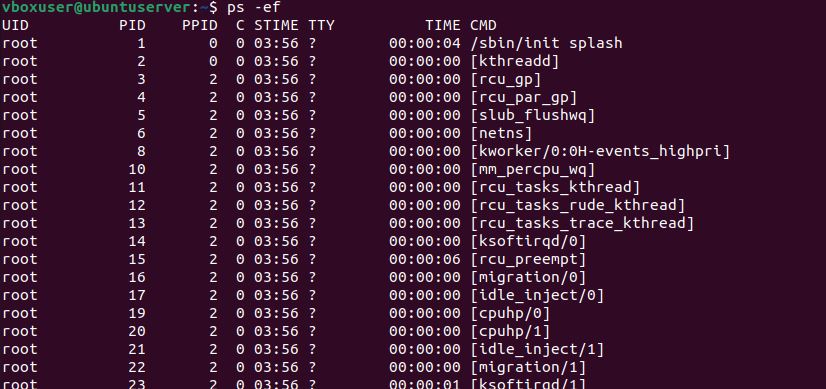 vboxuser@ubuntuserver:~$ ps -ef
UID          PID    PPID  C STIME TTY          TIME CMD
root           1       0  0 03:56 ?        00:00:04 /sbin/init splash
root           2       0  0 03:56 ?        00:00:00 [kthreadd]
root           3       2  0 03:56 ?        00:00:00 [rcu_gp]
root           4       2  0 03:56 ?        00:00:00 [rcu_par_gp]
root           5       2  0 03:56 ?        00:00:00 [slub_flushwq]
root           6       2  0 03:56 ?        00:00:00 [netns]
root           8       2  0 03:56 ?        00:00:00 [kworker/0:0H-events_highpri]
root          10       2  0 03:56 ?        00:00:00 [mm_percpu_wq]
root          11       2  0 03:56 ?        00:00:00 [rcu_tasks_kthread]
root          12       2  0 03:56 ?        00:00:00 [rcu_tasks_rude_kthread]
root          13       2  0 03:56 ?        00:00:00 [rcu_tasks_trace_kthread]
root          14       2  0 03:56 ?        00:00:00 [ksoftirqd/0]
root          15       2  0 03:56 ?        00:00:06 [rcu_preempt]
root          16       2  0 03:56 ?        00:00:00 [migration/0]
root          17       2  0 03:56 ?        00:00:00 [idle_inject/0]
root          19       2  0 03:56 ?        00:00:00 [cpuhp/0]
root          20       2  0 03:56 ?        00:00:00 [cpuhp/1]
root          21       2  0 03:56 ?        00:00:00 [idle_inject/1]
root          22       2  0 03:56 ?        00:00:00 [migration/1]
root          23       2  0 03:56 ?        00:00:01 [ksoftirqd/1]